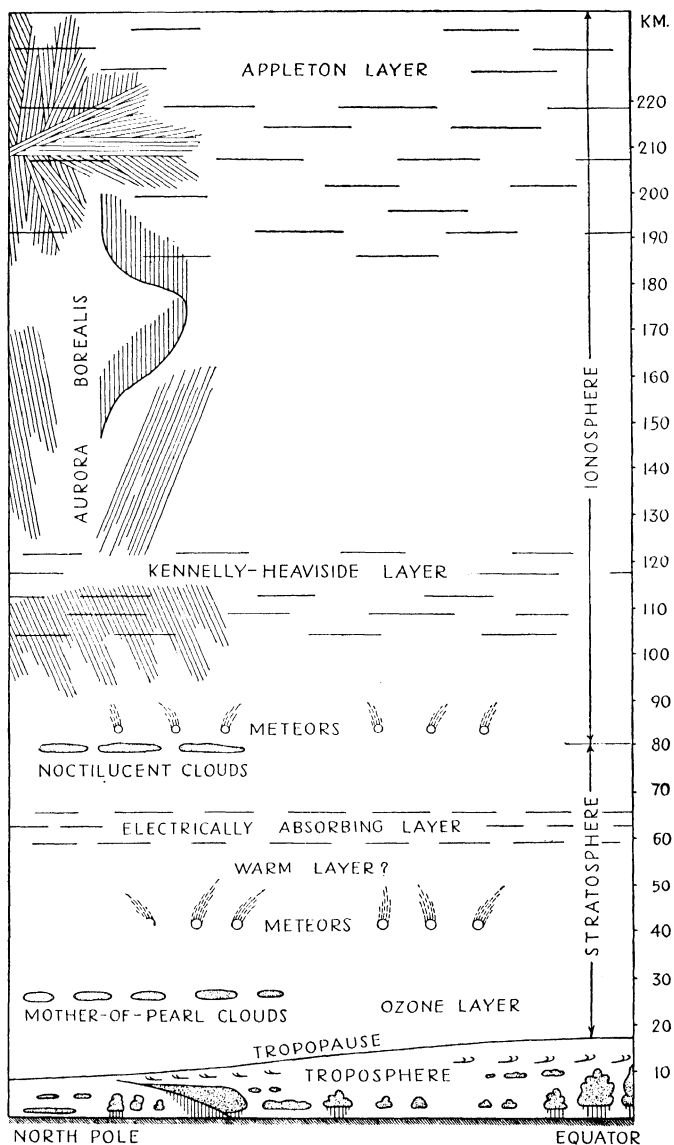 KM.
APPLETON LAYER
220
210
200
190
180
170
160
150
140
130
120
110
100
90
80
70
60
50
40
30
20
10
AURORA BOREALIS
IONOSPHERE
KENNELLY-HEAVISIDE LAYER
METEORS
NOCTILUCENT CLOUDS
ELECTRICALLY ABSORBING LAYER
WARM LAYER?
STRATOSPHERE
METEORS
OZONE LAYER
MOTHER-OF-PEARL CLOUDS
TROPOPAUSE
TROPOSPHERE
NORTH POLE
EQUATOR